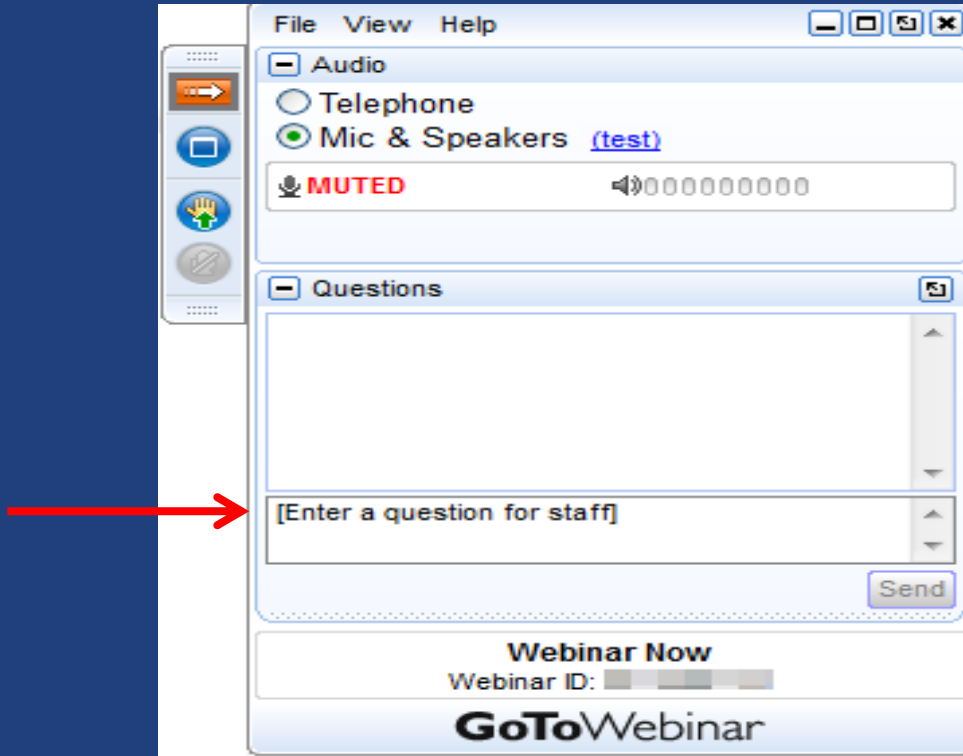 File View Help
Audio
Telephone
Mic & Speakers (test)
MUTED 000000000
Questions
[Enter a question for staff]
Send
Webinar Now
Webinar ID:
GoToWebinar